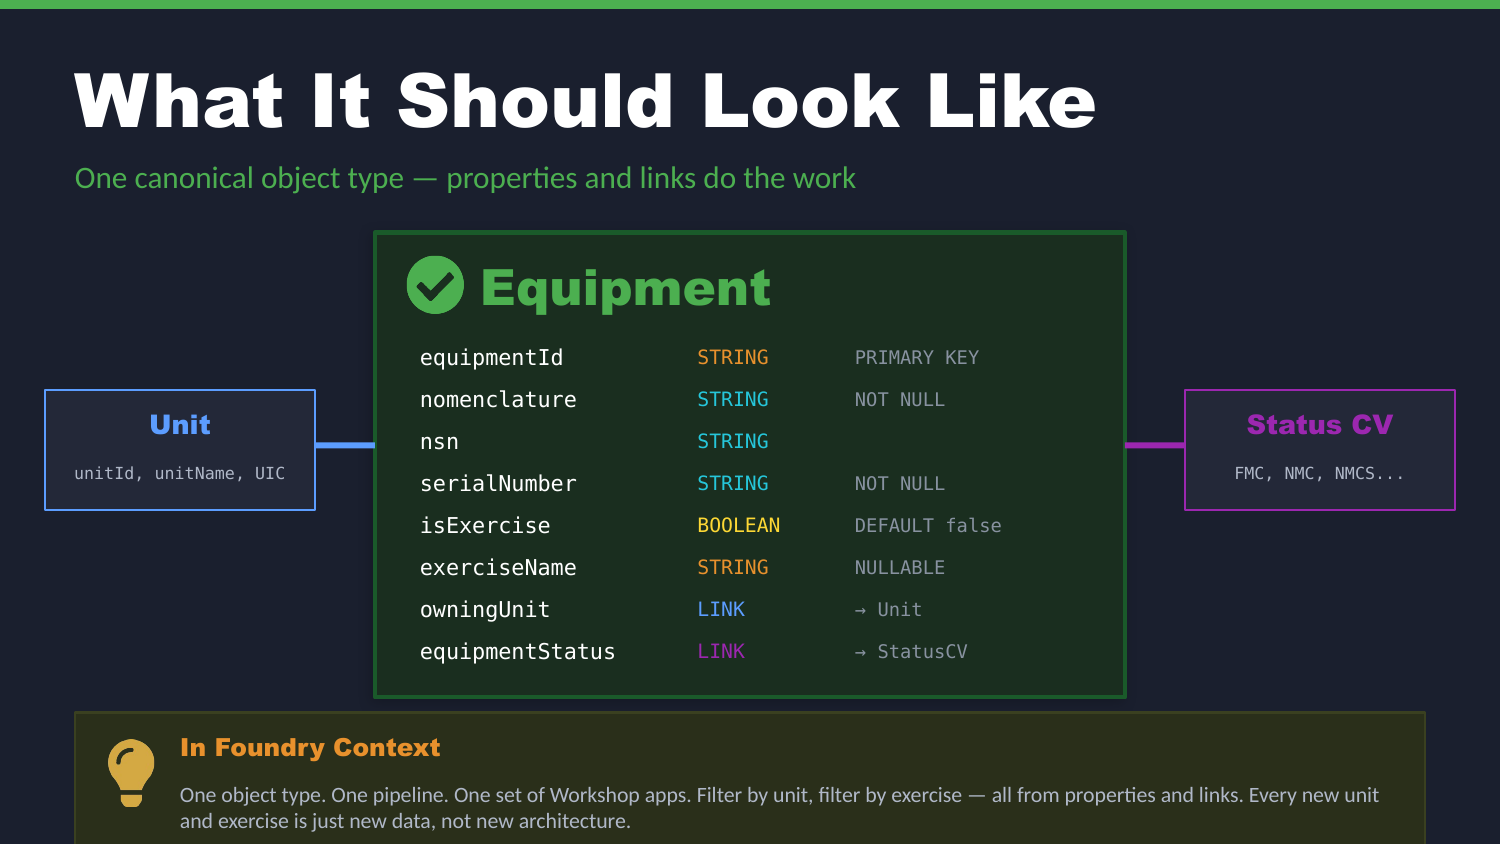 What It Should Look Like
One canonical object type — properties and links do the work
Equipment
equipmentId STRING PRIMARY KEY
nomenclature STRING NOT NULL
nsn STRING
serialNumber STRING NOT NULL
isExercise BOOLEAN DEFAULT false
exerciseName STRING NULLABLE
owningUnit LINK → Unit
equipmentStatus LINK → StatusCV
Unit
unitId, unitName, UIC
Status CV
FMC, NMC, NMCS...
In Foundry Context
One object type. One pipeline. One set of Workshop apps. Filter by unit, filter by exercise — all from properties and links. Every new unit
and exercise is just new data, not new architecture.